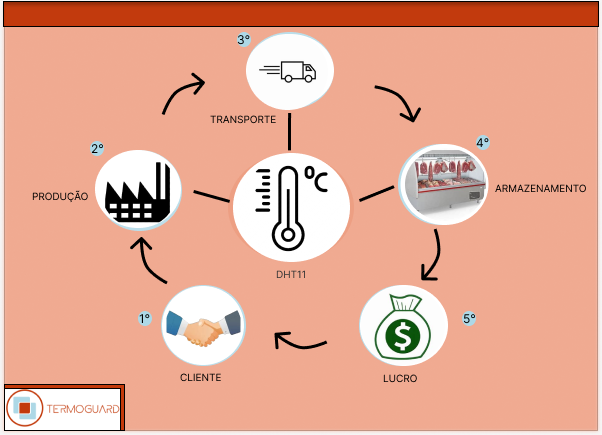 3°
TRANSPORTE
2°
4°
PRODUÇÃO
°C
ARMAZENAMENTO
DHT11
1°
$
5°
CLIENTE
LUCRO
TERMOGUARD